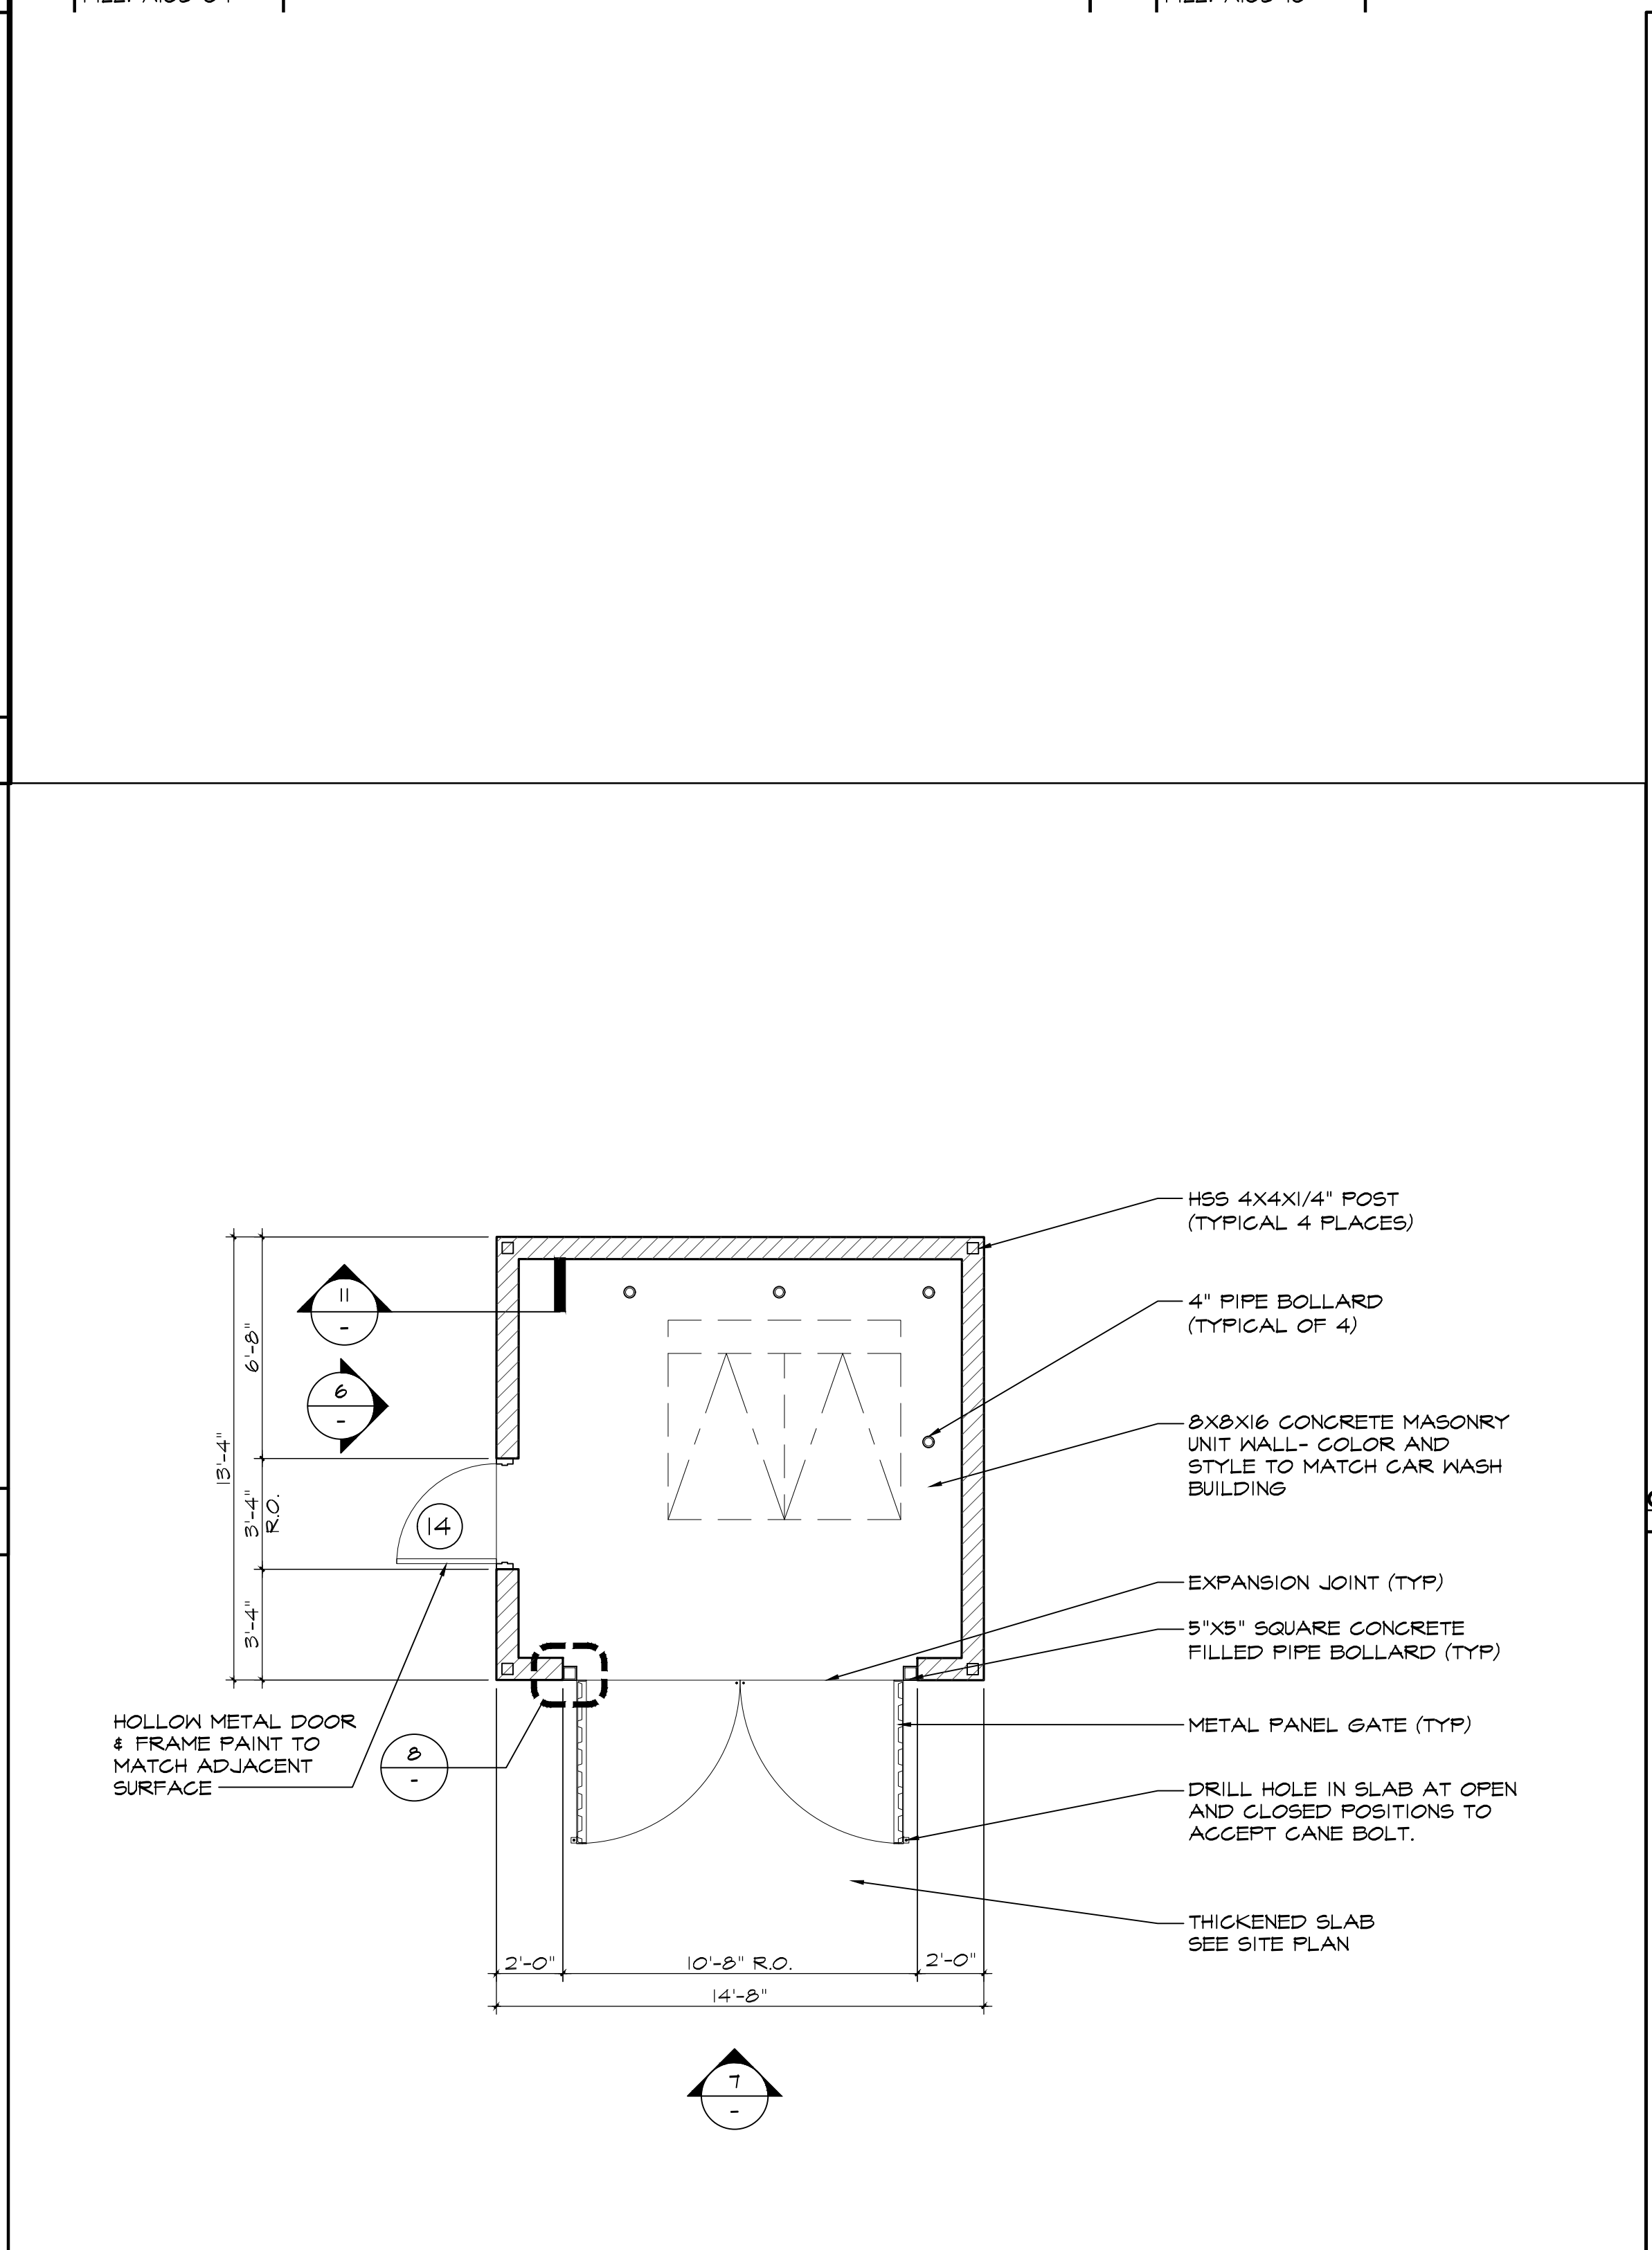 HSS 4X4X1/4" POST
(TYPICAL 4 PLACES)
4" PIPE BOLLARD
(TYPICAL OF 4)
8X8X16 CONCRETE MASONRY
UNIT WALL- COLOR AND
STYLE TO MATCH CAR WASH
BUILDING
EXPANSION JOINT (TYP)
5"X5" SQUARE CONCRETE
FILLED PIPE BOLLARD (TYP)
METAL PANEL GATE (TYP)
DRILL HOLE IN SLAB AT OPEN
AND CLOSED POSITIONS TO
ACCEPT CANE BOLT.
THICKENED SLAB
SEE SITE PLAN
11
-
6
-
6'-8"
13'-4"
3'-4"
R.O.
3'-4"
14
HOLLOW METAL DOOR
& FRAME PAINT TO
MATCH ADJACENT
SURFACE
8
-
2'-0"
10'-8" R.O.
2'-0"
14'-8"
7
-